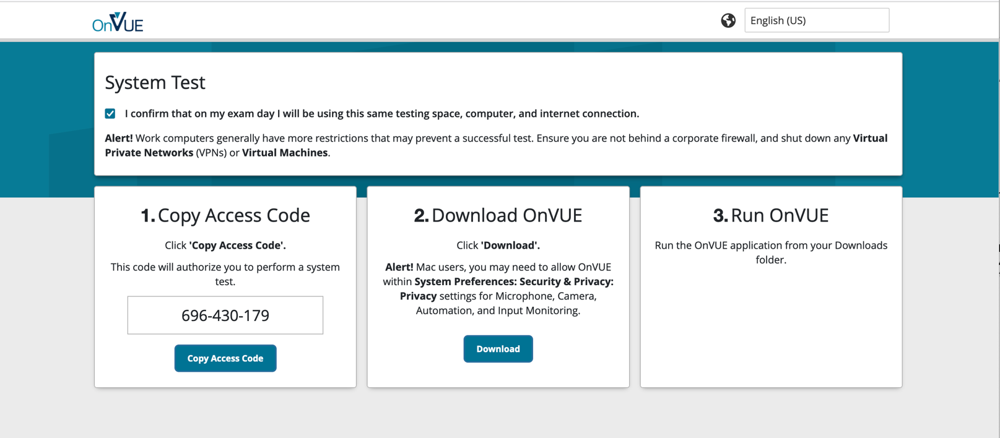 OnVUE
English (US)
System Test
I confirm that on my exam day I will be using this same testing space, computer, and internet connection.
Alert! Work computers generally have more restrictions that may prevent a successful test. Ensure you are not behind a corporate firewall, and shut down any Virtual
Private Networks (VPNs) or Virtual Machines.
1. Copy Access Code
Click 'Copy Access Code'.
This code will authorize you to perform a system
test.
696-430-179
Copy Access Code
2. Download OnVUE
Click 'Download'.
Alert! Mac users, you may need to allow OnVUE
within System Preferences: Security & Privacy:
Privacy settings for Microphone, Camera,
Automation, and Input Monitoring.
Download
3. Run OnVUE
Run the OnVUE application from your Downloads
folder.